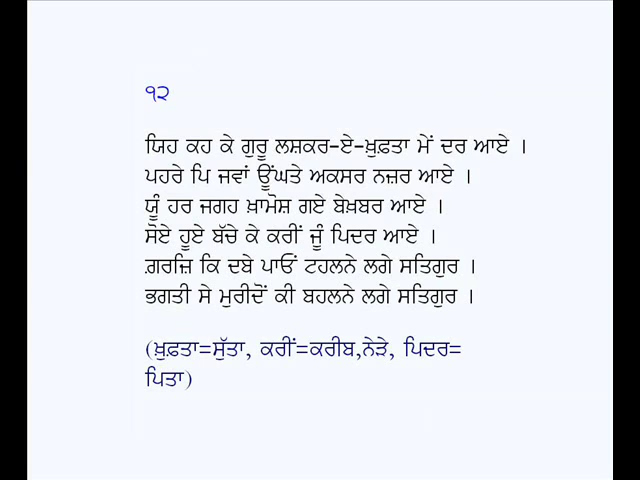 ੧੨
ਯਿਹ ਕਹ ਕੇ ਗੁਰੂ ਲਸ਼ਕਰ-ਏ-ਖ਼ੁਫ਼ਤਾ ਮੇਂ ਦਰ ਆਏ ।
ਪਹਰੇ ਪਿ ਜਵਾਂ ਊਂਘਤੇ ਅਕਸਰ ਨਜ਼ਰ ਆਏ ।
ਯੂੰ ਹਰ ਜਗਹ ਖ਼ਾਮੋਸ਼ ਗਏ ਬੇਖ਼ਬਰ ਆਏ ।
ਸੋਏ ਹੂਏ ਬੱਚੇ ਕੇ ਕਰੀਂ ਜੂੰ ਪਿਦਰ ਆਏ ।
ਗ਼ਰਜ਼ਿ ਕਿ ਦਬੇ ਪਾਓਂ ਟਹਲਨੇ ਲਗੇ ਸਤਿਗੁਰ ।
ਭਗਤੀ ਸੇ ਮੁਰੀਦੋਂ ਕੀ ਬਹਲਨੇ ਲਗੇ ਸਤਿਗੁਰ ।
(ਖ਼ੁਫ਼ਤਾ=ਸੁੱਤਾ, ਕਰੀਂ=ਕਰੀਬ,ਨੇੜੇ, ਪਿਦਰ=
ਪਿਤਾ)